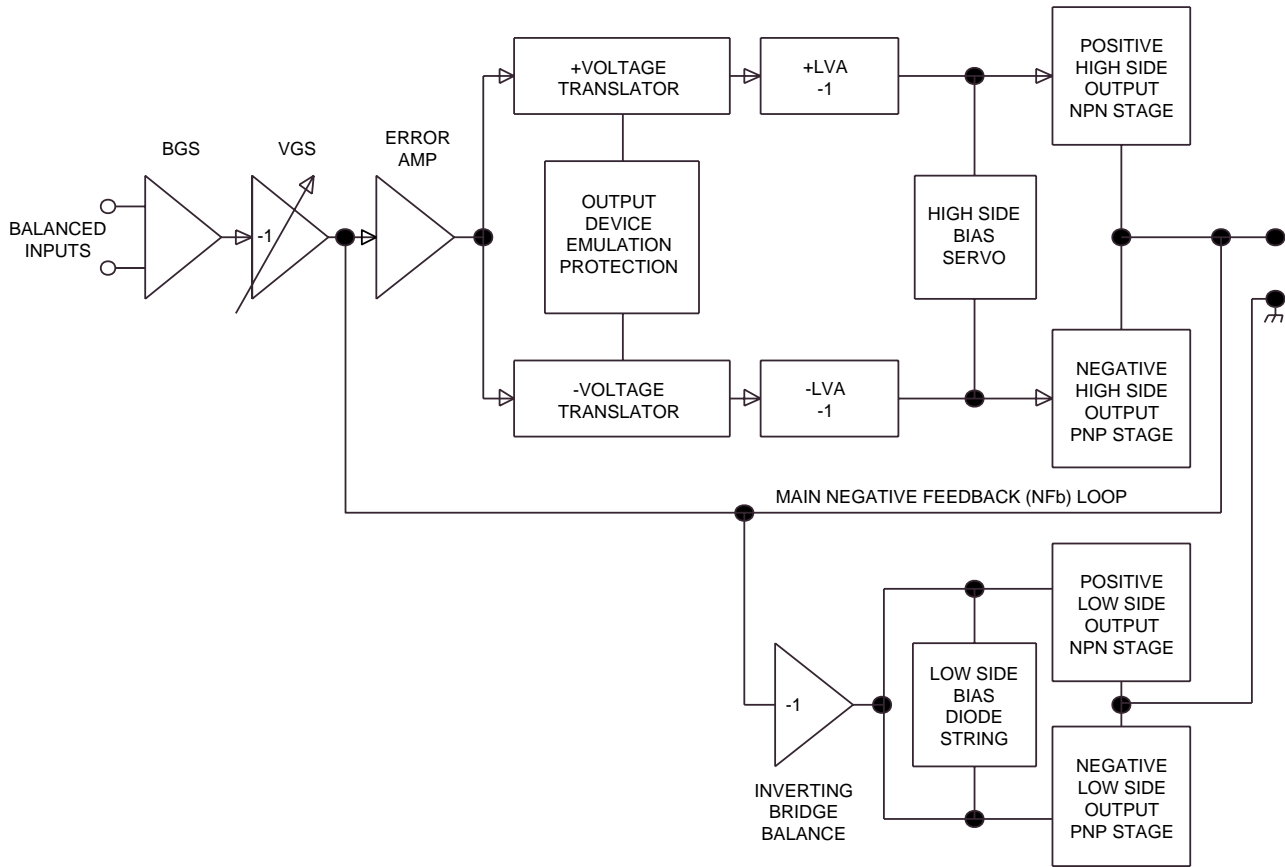 BALANCED
INPUTS
BGS
VGS
-1
ERROR
AMP
+VOLTAGE
TRANSLATOR
+LVA
-1
POSITIVE
HIGH SIDE
OUTPUT
NPN STAGE
OUTPUT
DEVICE
EMULATION
PROTECTION
HIGH SIDE
BIAS
SERVO
-VOLTAGE
TRANSLATOR
-LVA
-1
NEGATIVE
HIGH SIDE
OUTPUT
PNP STAGE
MAIN NEGATIVE FEEDBACK (NFb) LOOP
-1
INVERTING
BRIDGE
BALANCE
LOW SIDE
BIAS
DIODE
STRING
POSITIVE
LOW SIDE
OUTPUT
NPN STAGE
NEGATIVE
LOW SIDE
OUTPUT
PNP STAGE